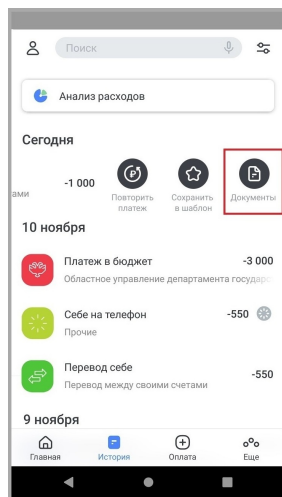 Поиск
Анализ расходов
Сегодня
ами
-1 000
Повторить
платеж
Сохранить
в шаблон
Документы
10 ноября
Платеж в бюджет
-3 000
Областное управление департамента государс
Себе на телефон
-550
Прочие
Перевод себе
-550
Перевод между своими счетами
9 ноября
Главная
История
Оплата
Еще